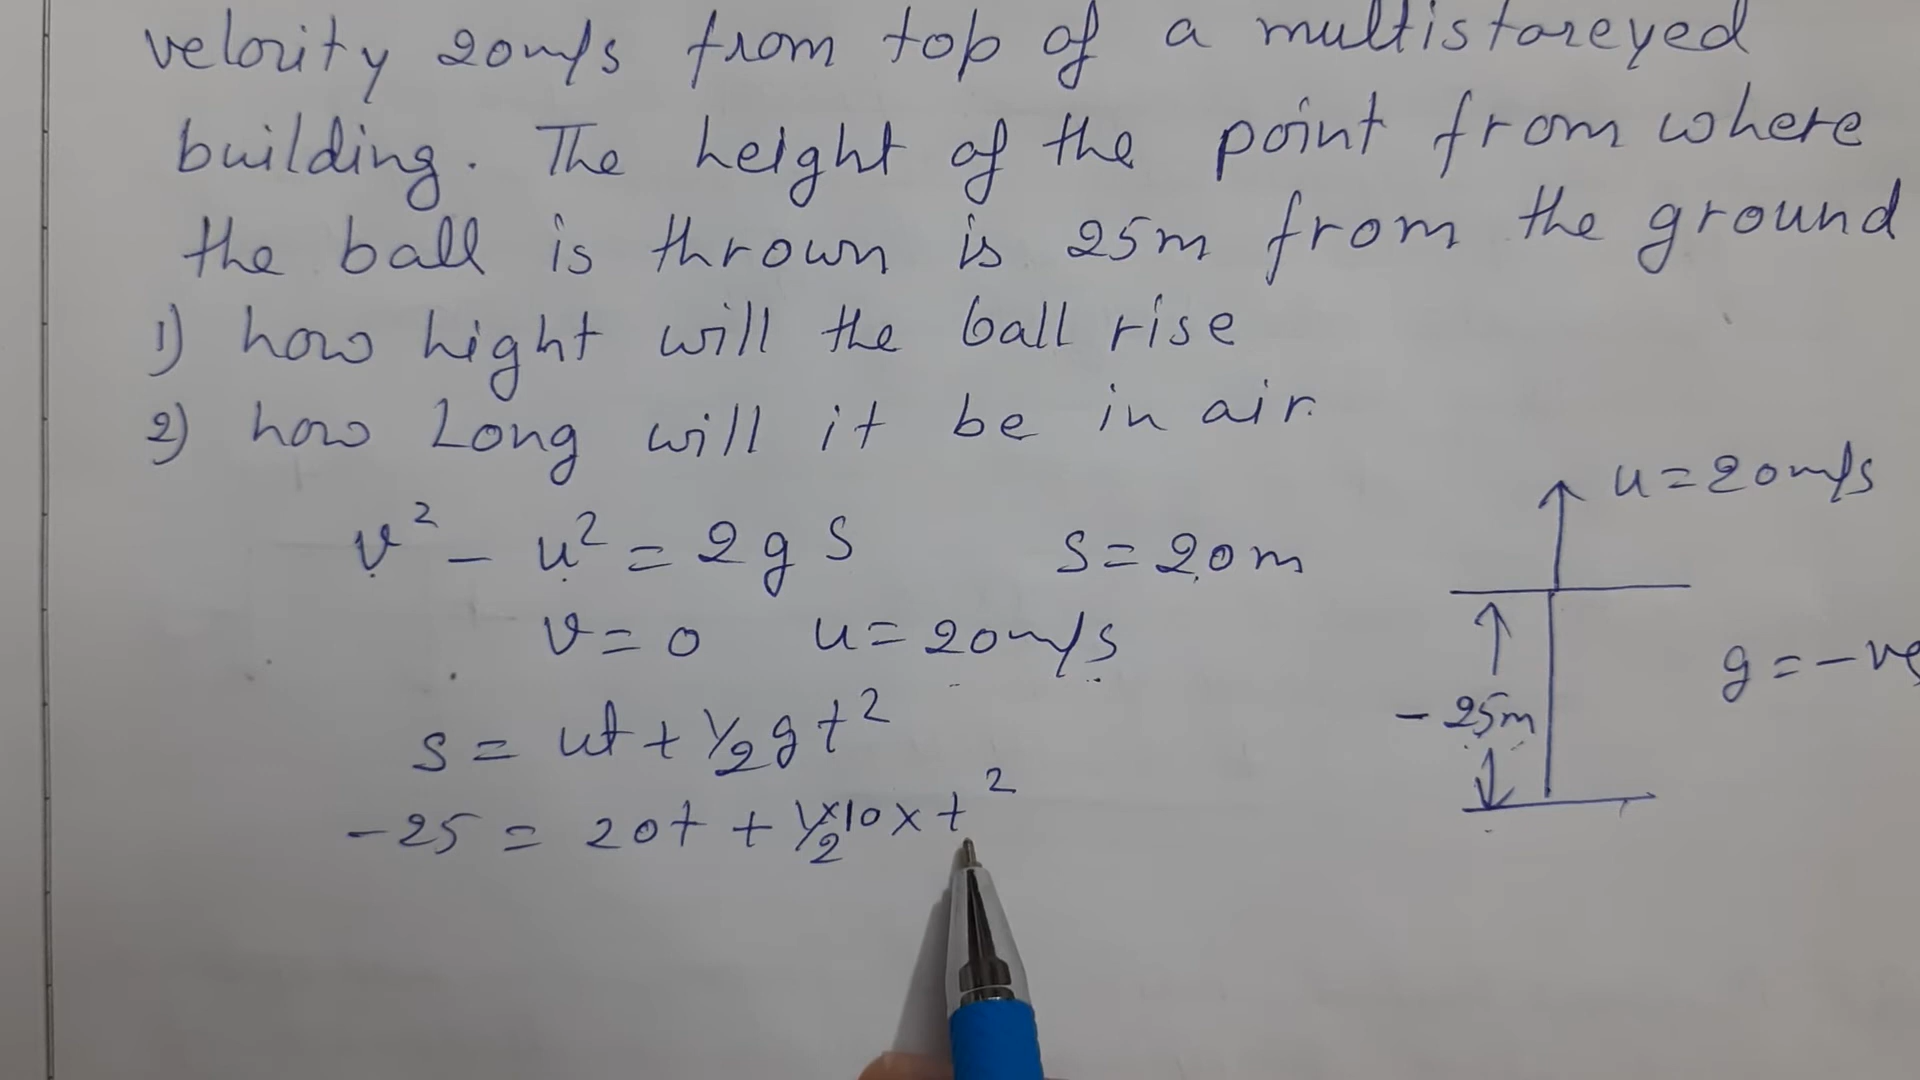 velocity 20m/s from top of a multistoreyed
building. The height of the point from where
the ball is thrown is 25m from the ground
1) how hight will the ball rise
2) how Long will it be in air.
u=20m/s
v² - u² = 2gS S=20m
v=0 u=20m/s
g=-ve
- 25m
s = ut + 1/2gt²
-25 = 20t + 1/2×10×t²